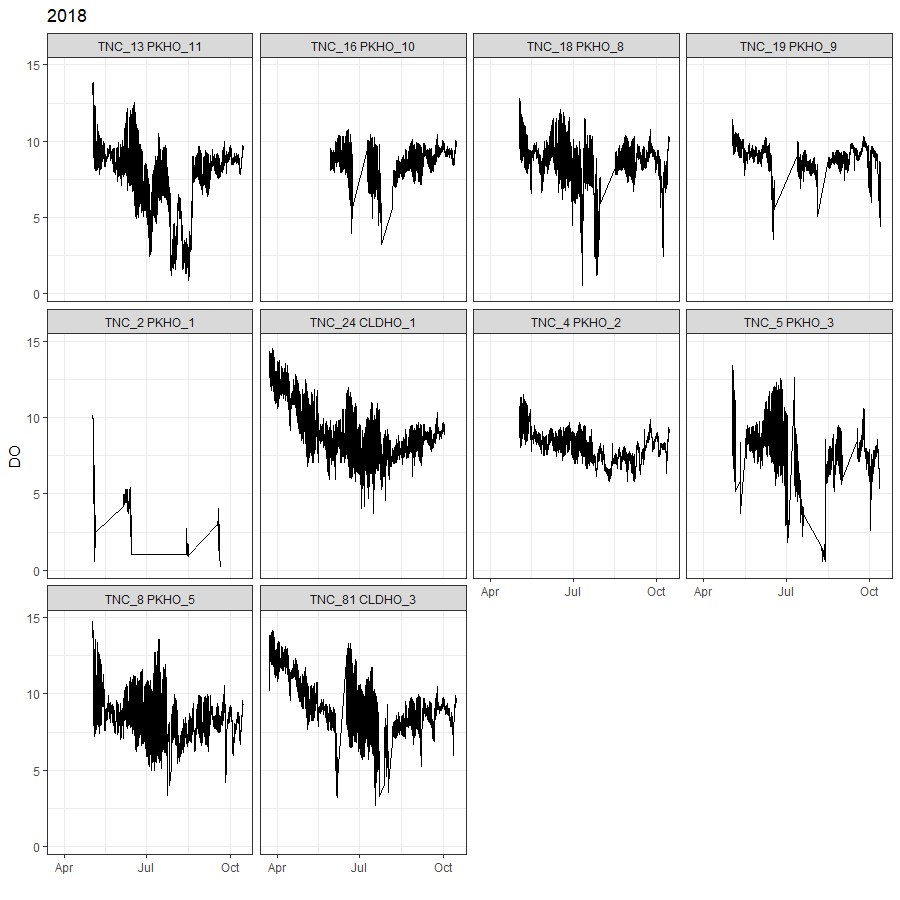 2018
TNC_13 PKHO_11 TNC_16 PKHO_10 TNC_18 PKHO_8 TNC_19 PKHO_9
15
10
5
0
TNC_2 PKHO_1 TNC_24 CLDHO_1 TNC_4 PKHO_2 TNC_5 PKHO_3
15
10
DO
5
0
Apr Jul Oct Apr Jul Oct
TNC_8 PKHO_5 TNC_81 CLDHO_3
15
10
5
0
Apr Jul Oct Apr Jul Oct